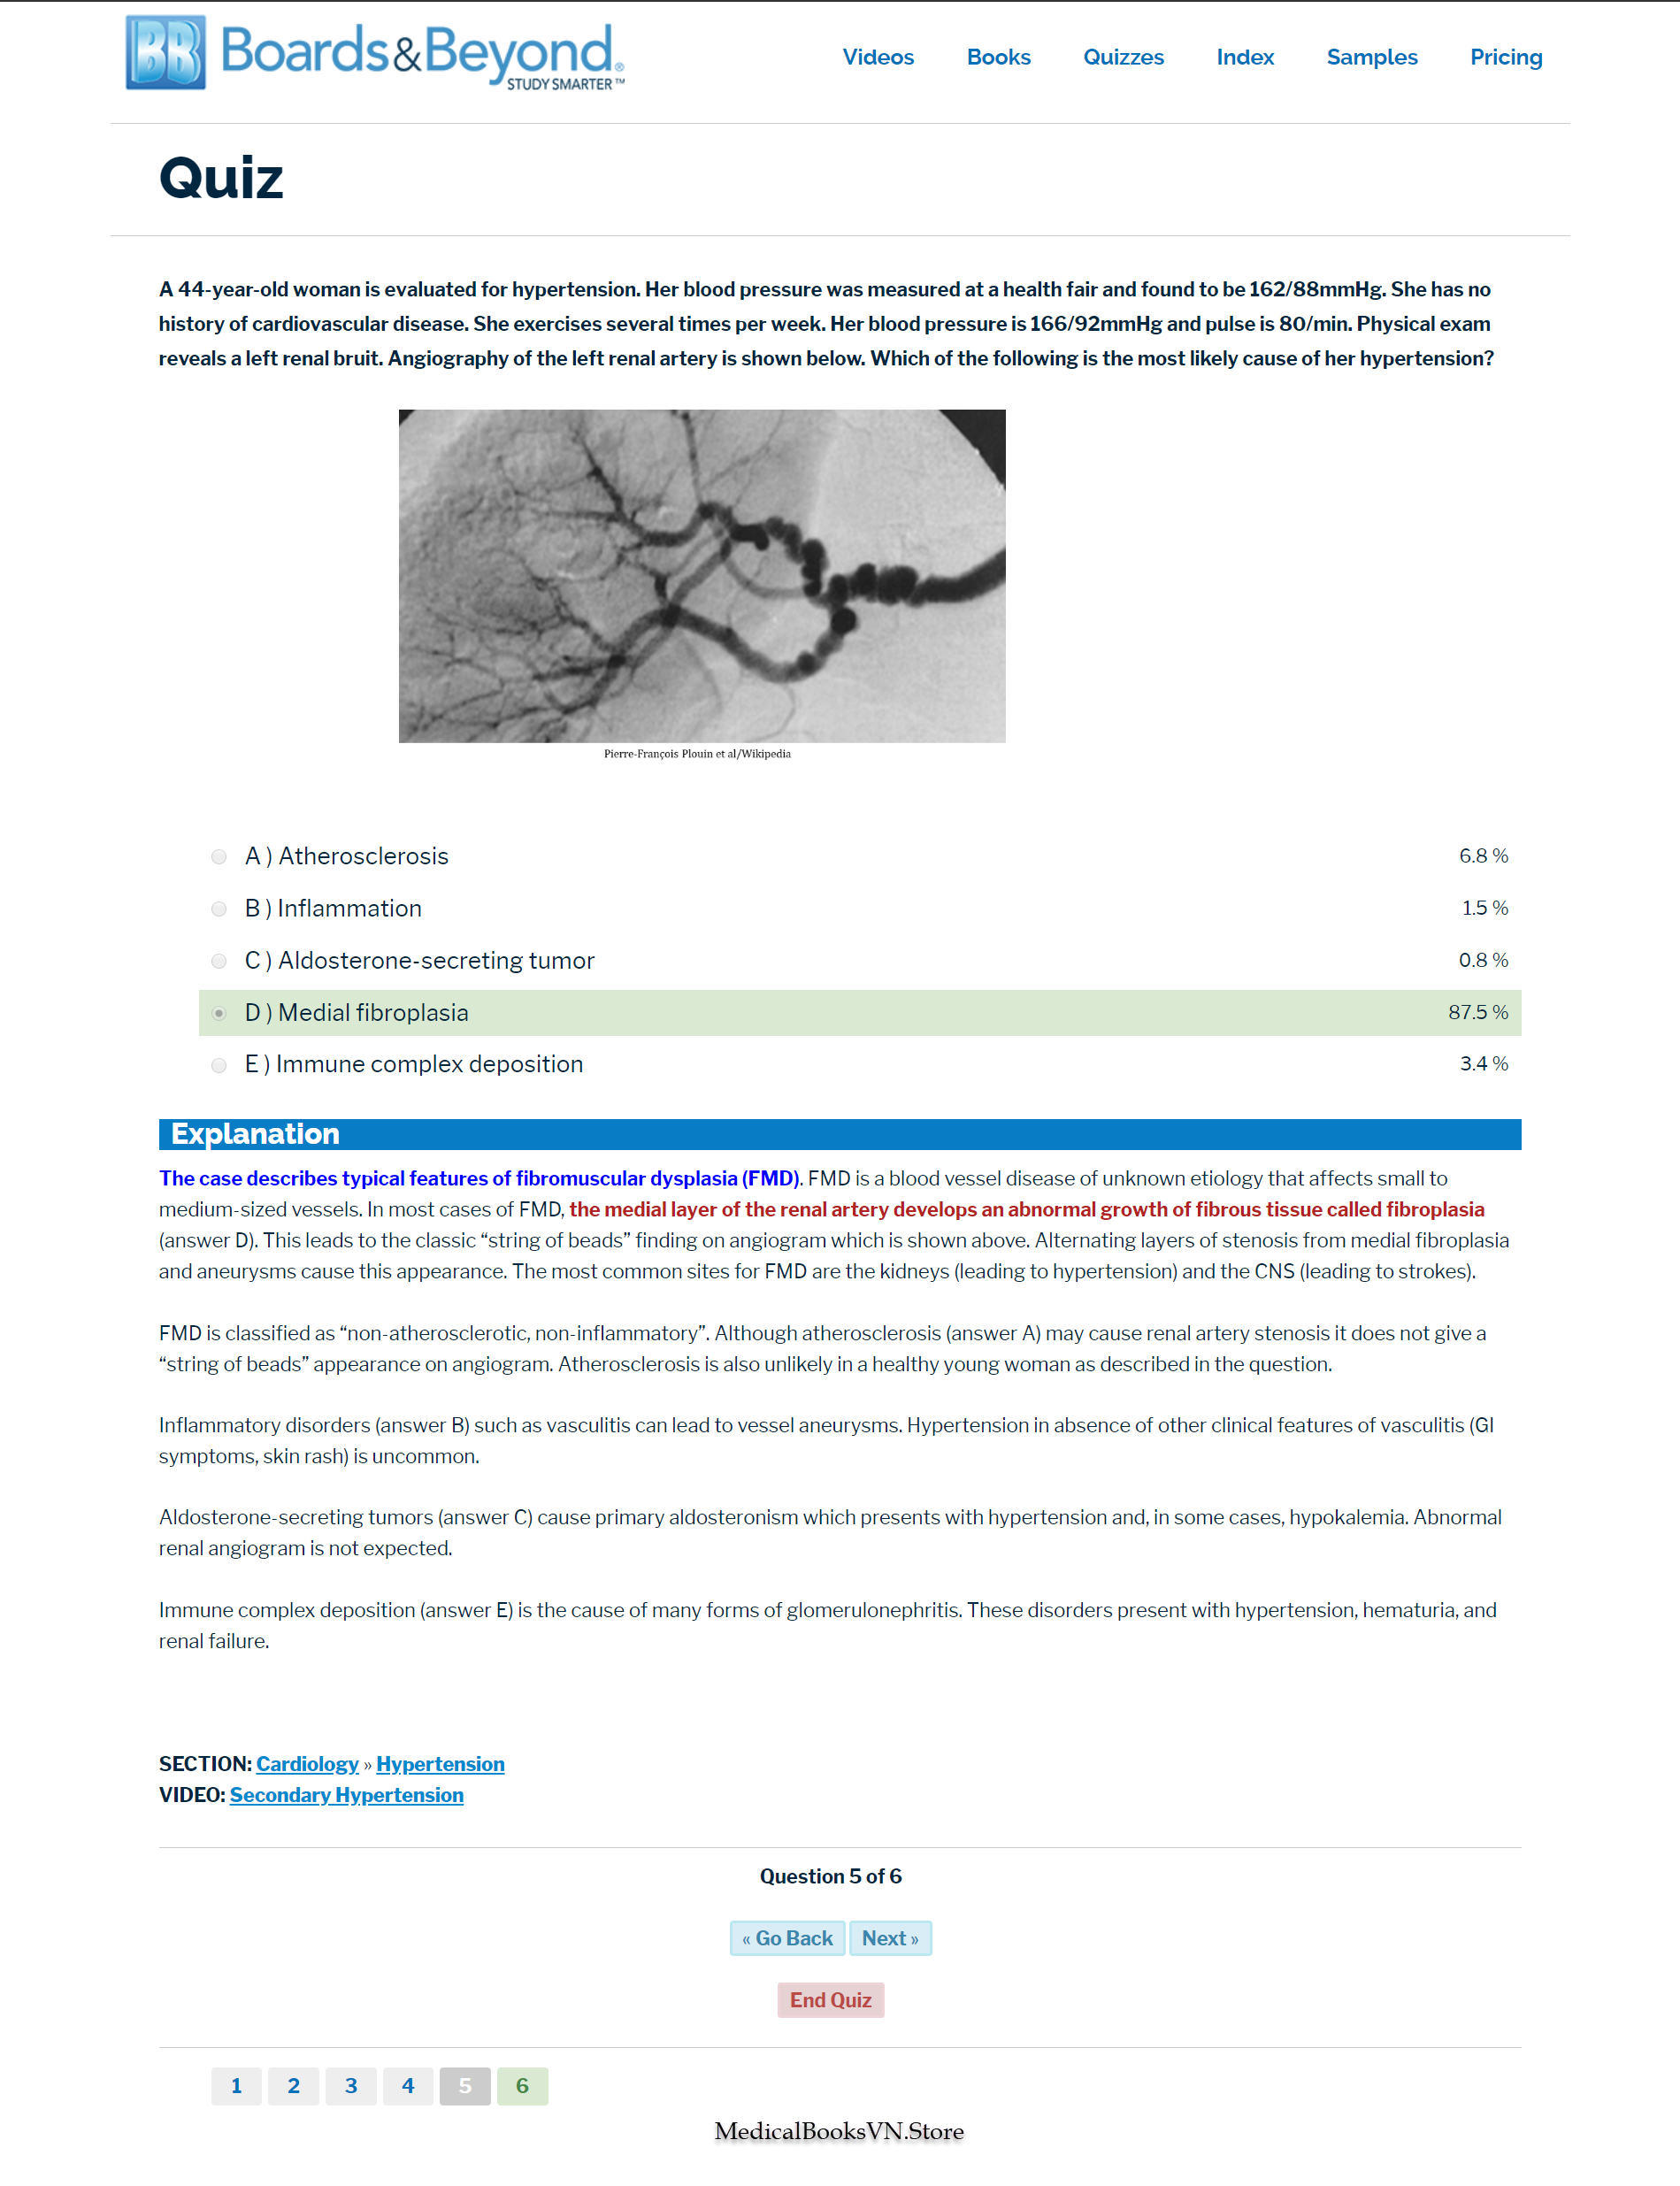 BB Boards&Beyond®
STUDY SMARTER™
Videos Books Quizzes Index Samples Pricing
Quiz
A 44-year-old woman is evaluated for hypertension. Her blood pressure was measured at a health fair and found to be 162/88mmHg. She has no
history of cardiovascular disease. She exercises several times per week. Her blood pressure is 166/92mmHg and pulse is 80/min. Physical exam
reveals a left renal bruit. Angiography of the left renal artery is shown below. Which of the following is the most likely cause of her hypertension?
Pierre-François Plouin et al/Wikipedia
A ) Atherosclerosis 6.8 %
B ) Inflammation 1.5 %
C ) Aldosterone-secreting tumor 0.8 %
D ) Medial fibroplasia 87.5 %
E ) Immune complex deposition 3.4 %
Explanation
The case describes typical features of fibromuscular dysplasia (FMD). FMD is a blood vessel disease of unknown etiology that affects small to
medium-sized vessels. In most cases of FMD, the medial layer of the renal artery develops an abnormal growth of fibrous tissue called fibroplasia
(answer D). This leads to the classic “string of beads” finding on angiogram which is shown above. Alternating layers of stenosis from medial fibroplasia
and aneurysms cause this appearance. The most common sites for FMD are the kidneys (leading to hypertension) and the CNS (leading to strokes).
FMD is classified as “non-atherosclerotic, non-inflammatory”. Although atherosclerosis (answer A) may cause renal artery stenosis it does not give a
“string of beads” appearance on angiogram. Atherosclerosis is also unlikely in a healthy young woman as described in the question.
Inflammatory disorders (answer B) such as vasculitis can lead to vessel aneurysms. Hypertension in absence of other clinical features of vasculitis (GI
symptoms, skin rash) is uncommon.
Aldosterone-secreting tumors (answer C) cause primary aldosteronism which presents with hypertension and, in some cases, hypokalemia. Abnormal
renal angiogram is not expected.
Immune complex deposition (answer E) is the cause of many forms of glomerulonephritis. These disorders present with hypertension, hematuria, and
renal failure.
SECTION: Cardiology » Hypertension
VIDEO: Secondary Hypertension
Question 5 of 6
« Go Back Next »
End Quiz
1 2 3 4 5 6
MedicalBooksVN.Store